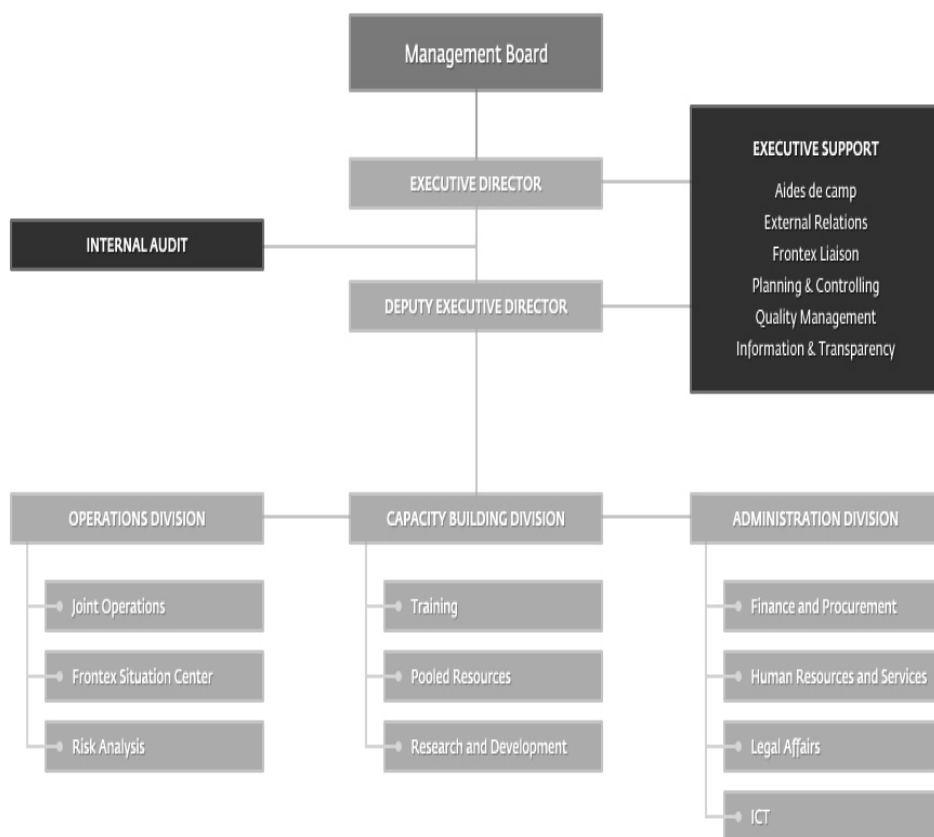 Management Board
EXECUTIVE DIRECTOR
EXECUTIVE SUPPORT
Aides de camp
External Relations
Frontex Liaison
Planning & Controlling
Quality Management
Information & Transparency
INTERNAL AUDIT
DEPUTY EXECUTIVE DIRECTOR
OPERATIONS DIVISION
Joint Operations
Frontex Situation Center
Risk Analysis
CAPACITY BUILDING DIVISION
Training
Pooled Resources
Research and Development
ADMINISTRATION DIVISION
Finance and Procurement
Human Resources and Services
Legal Affairs
ICT